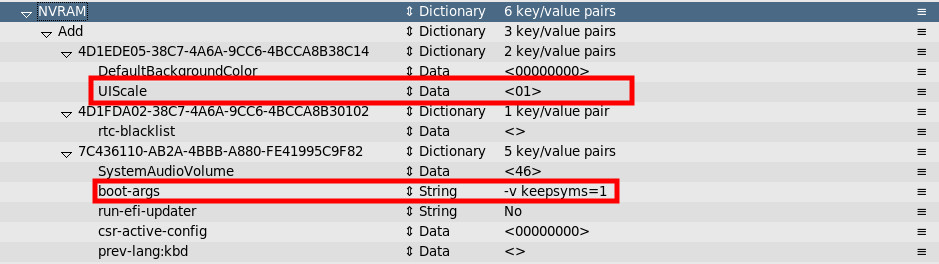 NVRAM Dictionary 6 key/value pairs
Add Dictionary 3 key/value pairs
4D1EDE05-38C7-4A6A-9CC6-4BCCA8B38C14 Dictionary 2 key/value pairs
DefaultBackgroundColor Data <00000000>
UIScale Data <01>
4D1FDA02-38C7-4A6A-9CC6-4BCCA8B30102 Dictionary 1 key/value pair
rtc-blacklist Data <>
7C436110-AB2A-4BBB-A880-FE41995C9F82 Dictionary 5 key/value pairs
SystemAudioVolume Data <46>
boot-args String -v keepsyms=1
run-efi-updater String No
csr-active-config Data <00000000>
prev-lang:kbd Data <>